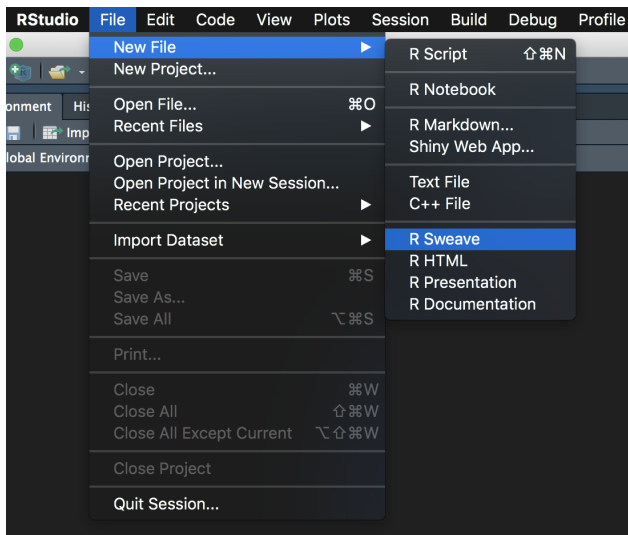 RStudio File Edit Code View Plots Session Build Debug Profile
New File ▶
New Project...
Open File... ⌘O
Recent Files ▶
Open Project...
Open Project in New Session...
Recent Projects ▶
Import Dataset ▶
Save ⌘S
Save As...
Save All ⌥⌘S
Print...
Close ⌘W
Close All ⇧⌘W
Close All Except Current ⌥⇧⌘W
Close Project
Quit Session...
R Script ⇧⌘N
R Notebook
R Markdown...
Shiny Web App...
Text File
C++ File
R Sweave
R HTML
R Presentation
R Documentation
onment His
Imp
lobal Environr